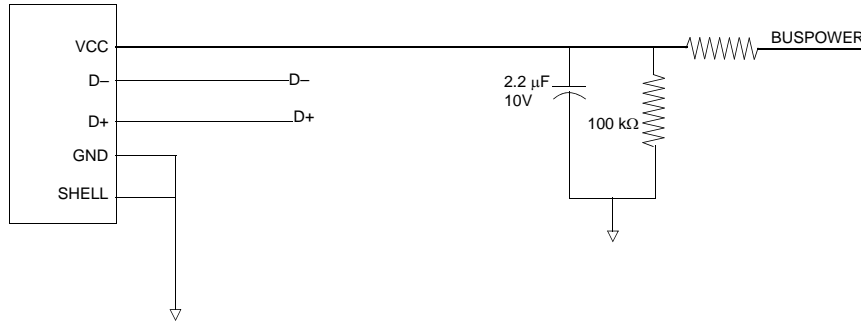 VCC
BUSPOWER
D–
D–
2.2 µF
10V
D+
D+
100 kΩ
GND
SHELL